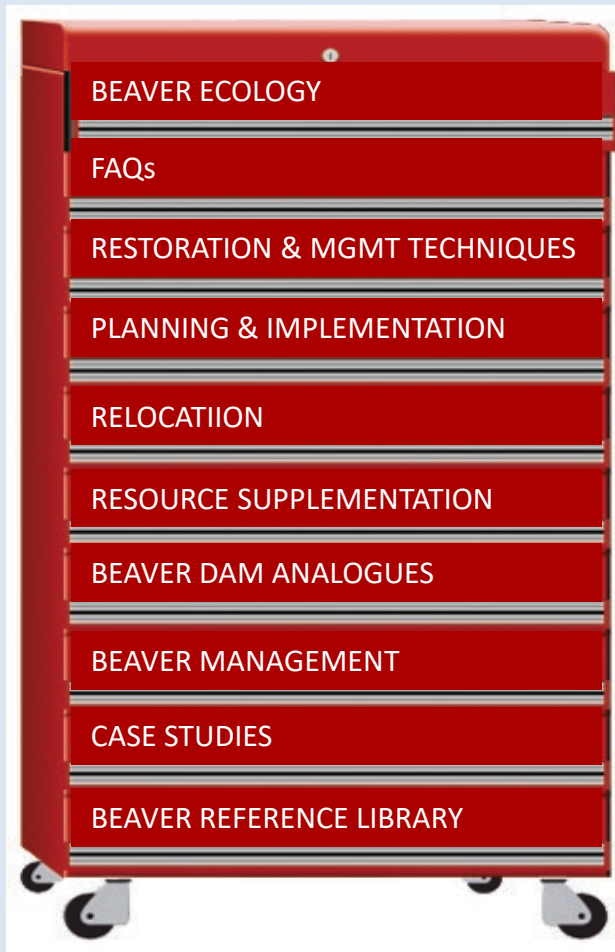 BEAVER ECOLOGY
FAQs
RESTORATION & MGMT TECHNIQUES
PLANNING & IMPLEMENTATION
RELOCATIION
RESOURCE SUPPLEMENTATION
BEAVER DAM ANALOGUES
BEAVER MANAGEMENT
CASE STUDIES
BEAVER REFERENCE LIBRARY